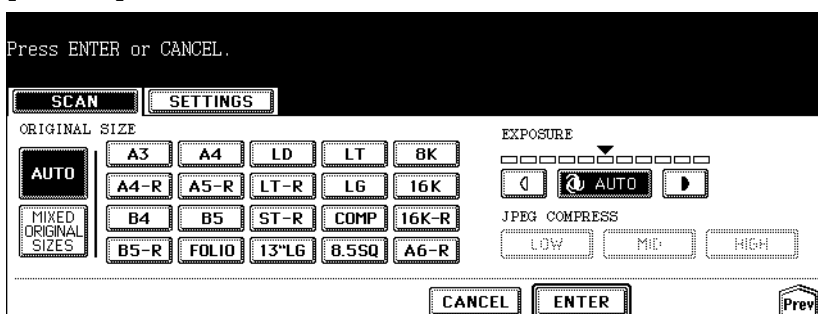 Press ENTER or CANCEL.
SCAN SETTINGS
ORIGINAL SIZE
AUTO
MIXED
ORIGINAL
SIZES
A3 A4 LD LT 8K
A4-R A5-R LT-R LG 16K
B4 B5 ST-R COMP 16K-R
B5-R FOLIO 13"LG 8.5SQ A6-R
EXPOSURE
AUTO
JPEG COMPRESS
LOW MID HIGH
CANCEL ENTER Prev